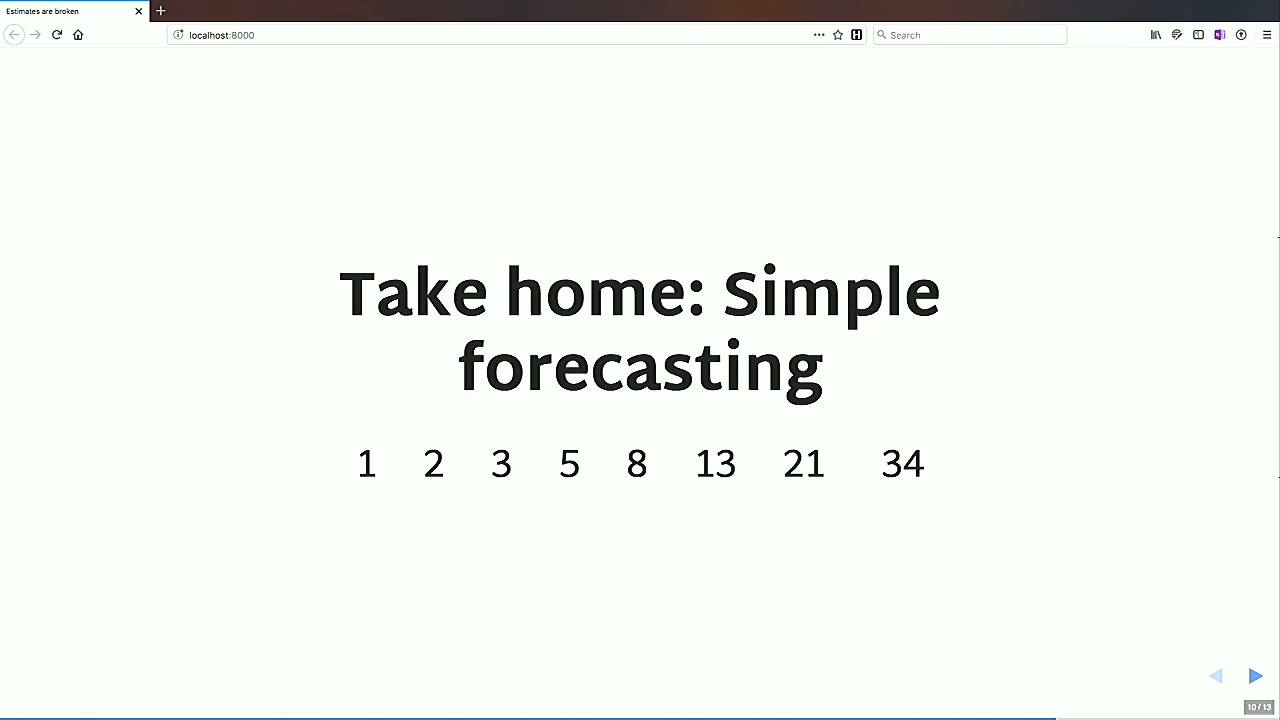 Estimates are broken
localhost:8000
Search
Take home: Simple
forecasting
1 2 3 5 8 13 21 34
10/13